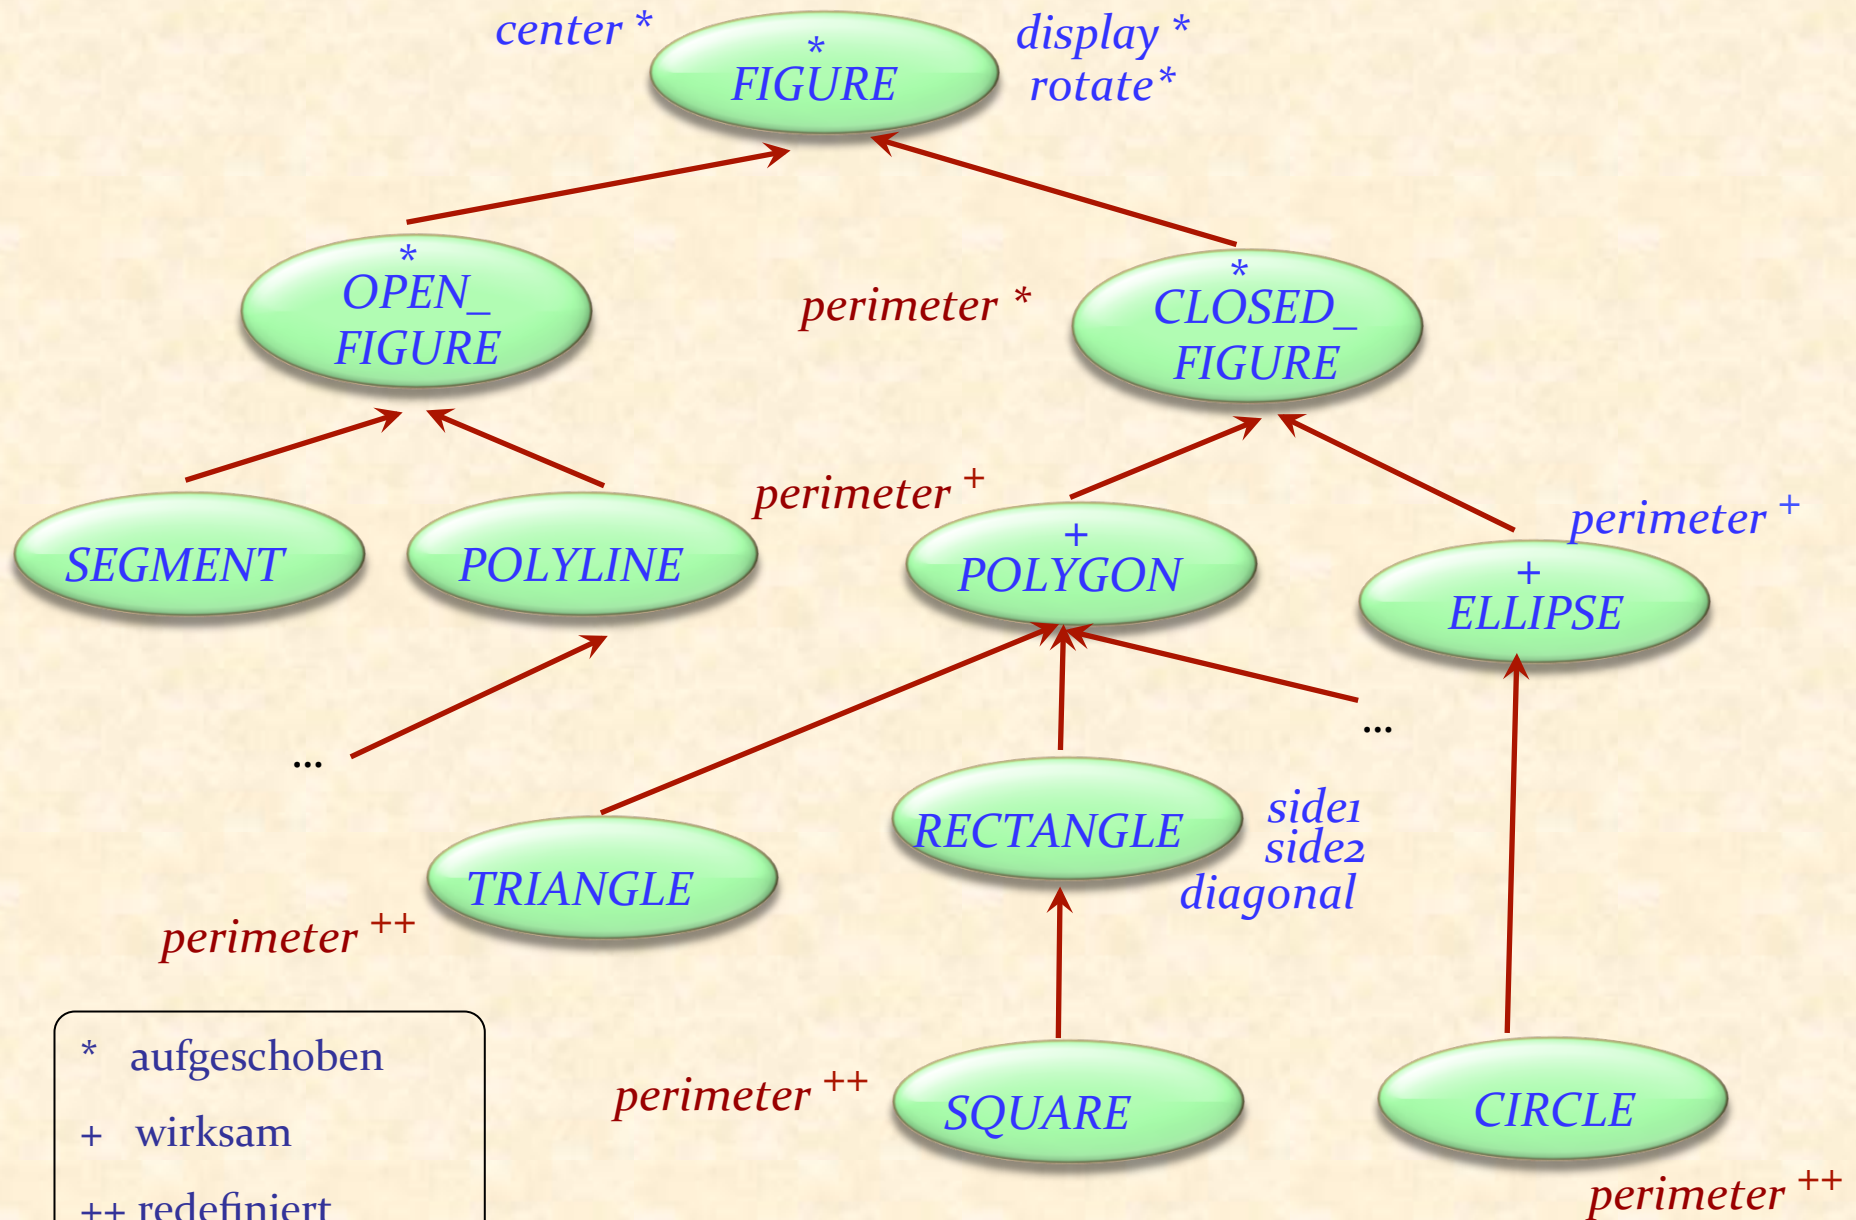 center *
*
FIGURE
display *
rotate*
*
OPEN_
FIGURE
perimeter *
*
CLOSED_
FIGURE
SEGMENT
POLYLINE
perimeter +
+
POLYGON
perimeter +
+
ELLIPSE
...
...
TRIANGLE
perimeter ++
RECTANGLE
side1
side2
diagonal
perimeter ++
SQUARE
CIRCLE
perimeter ++
* aufgeschoben
+ wirksam
++ redefiniert